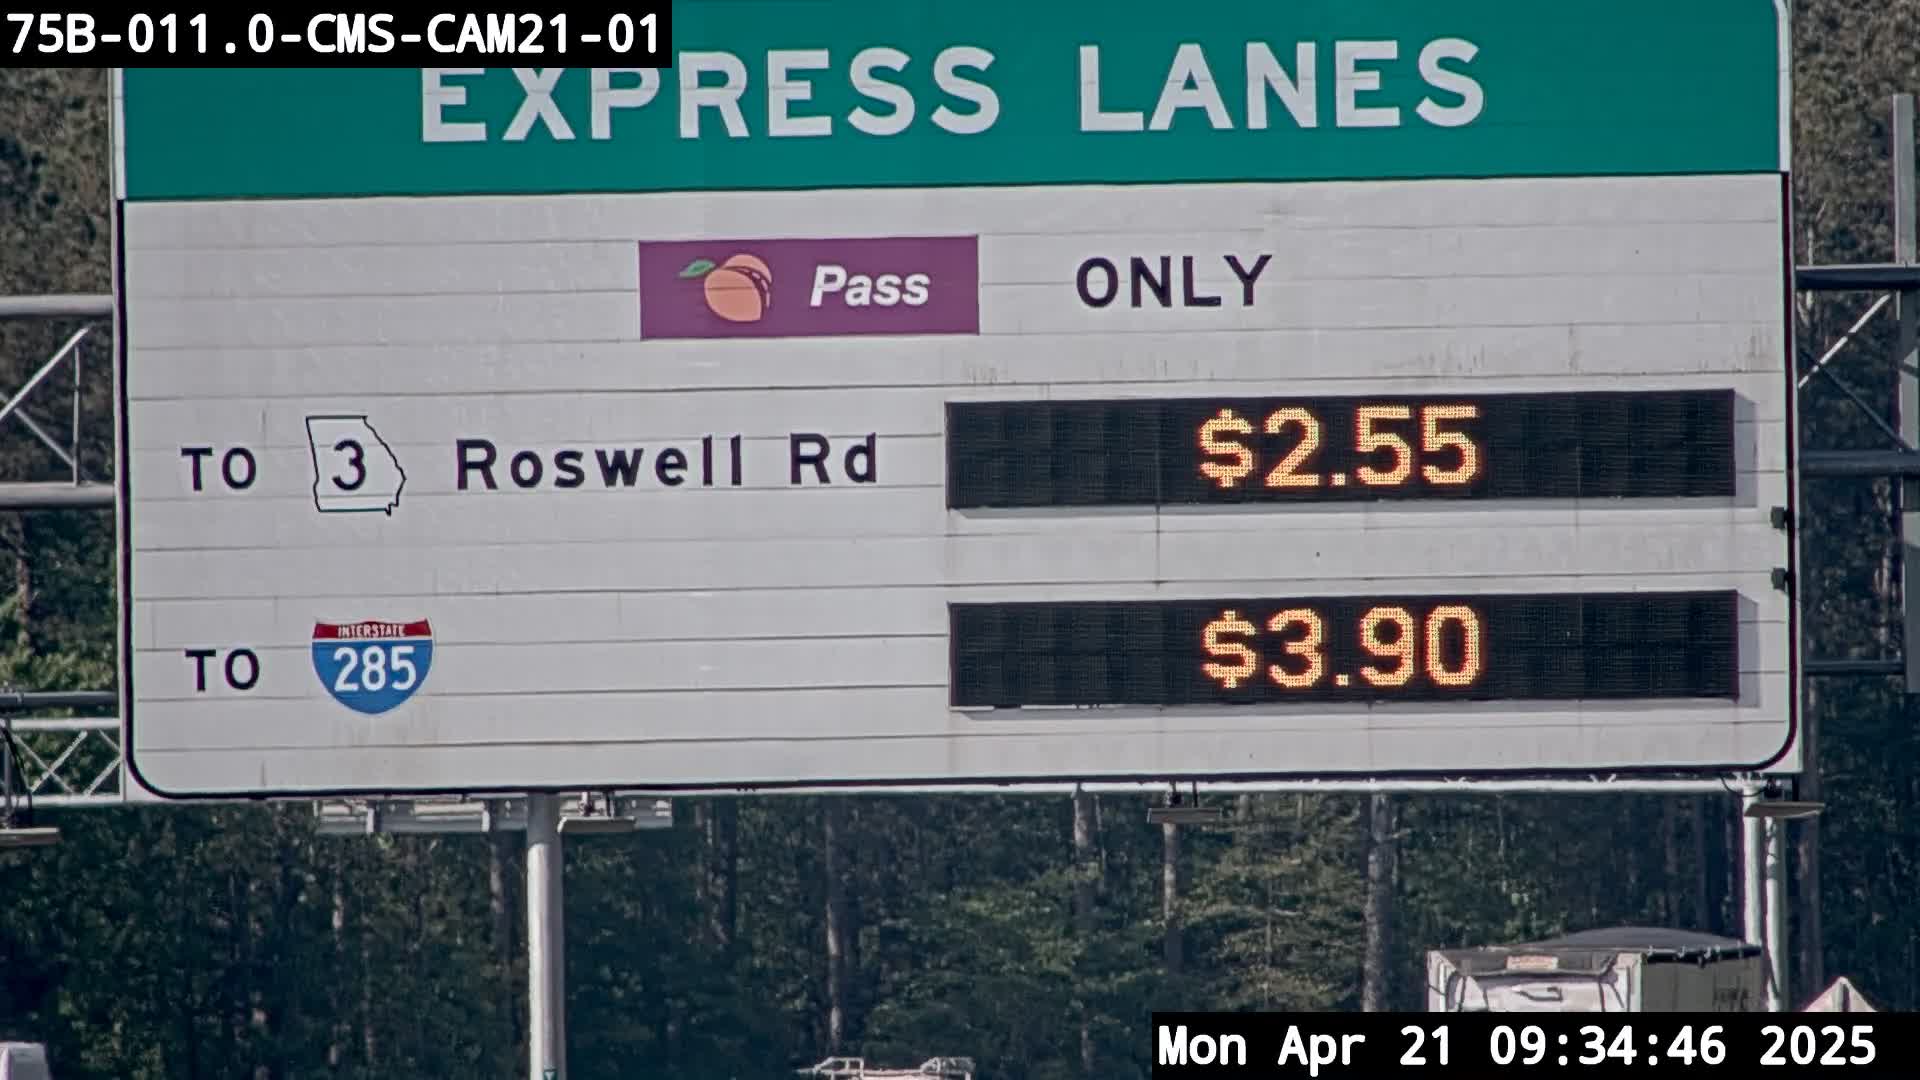 75B-011.0-CMS-CAM21-01
EXPRESS LANES
Pass ONLY
TO 3 Roswell Rd $2.55
TO INTERSTATE 285 $3.90
Mon Apr 21 09:34:46 2025